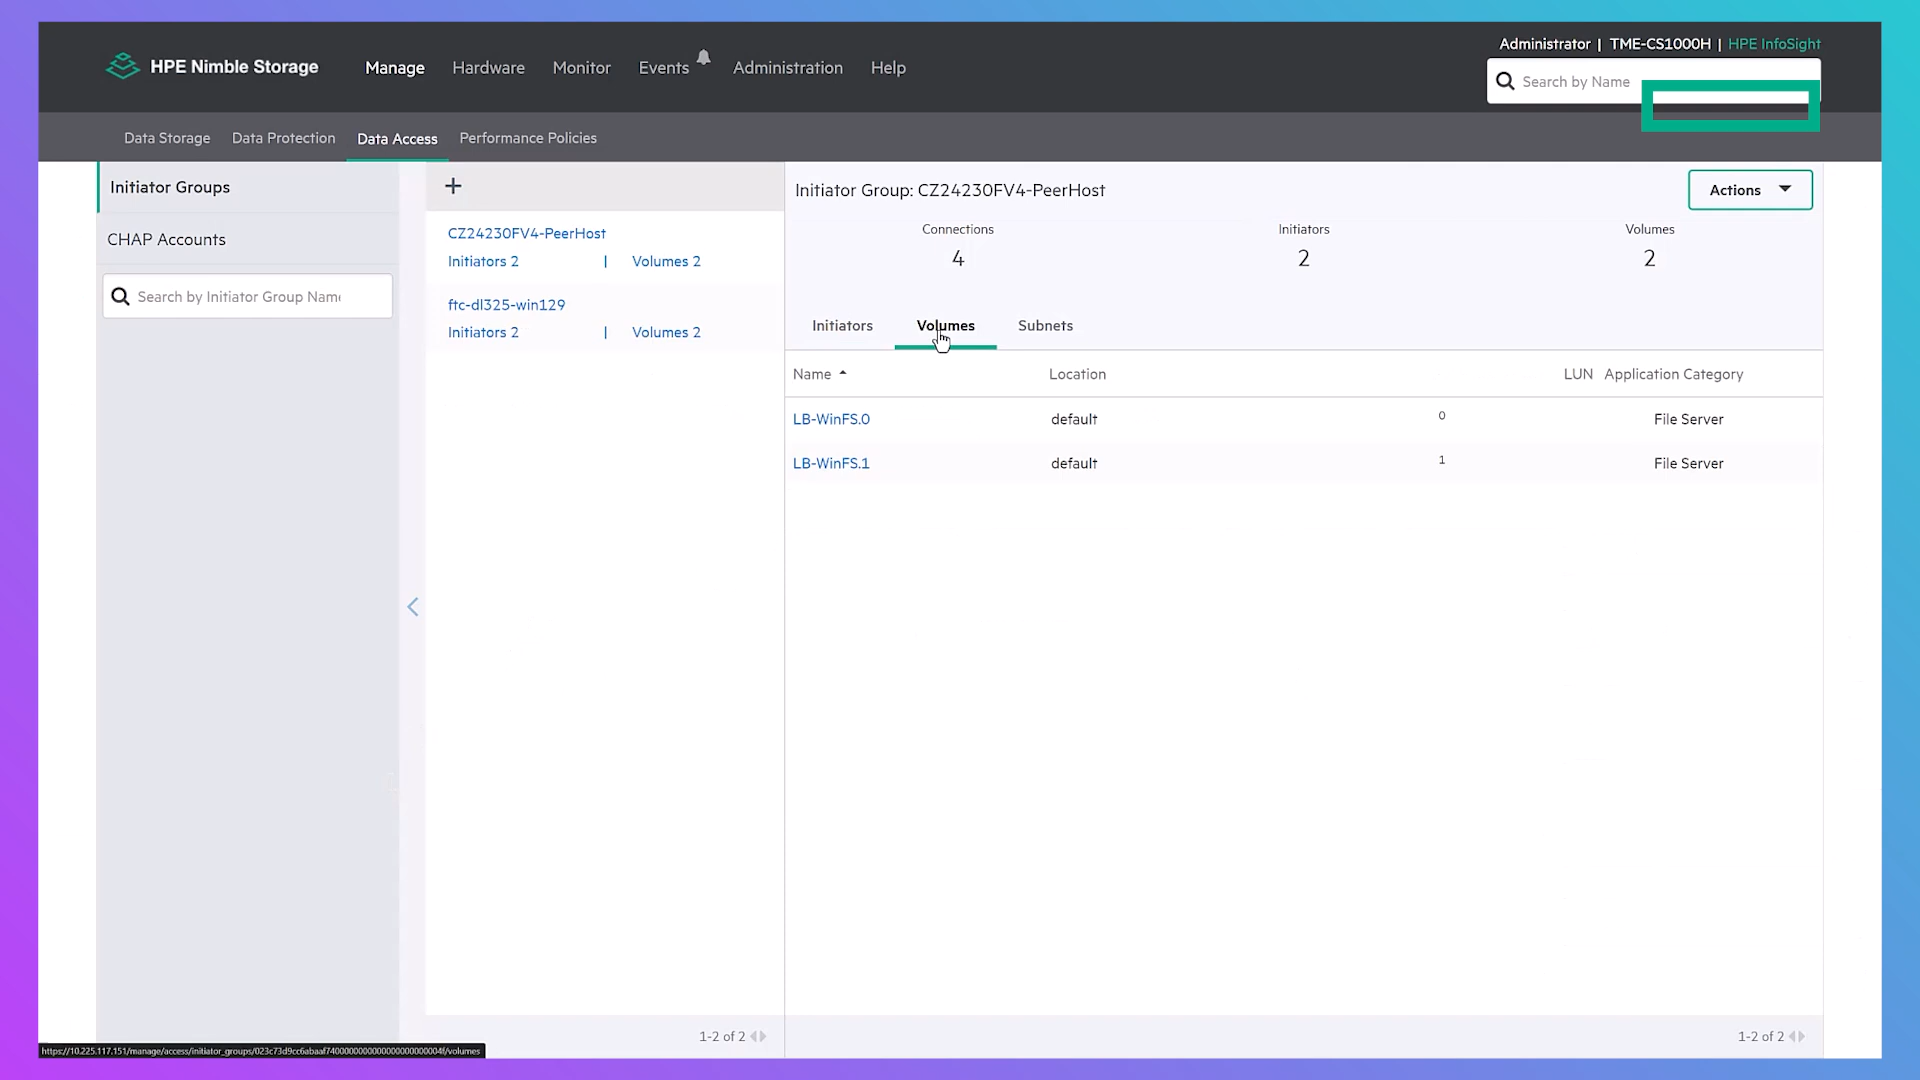 Administrator | TME-CS1000H | HPE InfoSight
HPE Nimble Storage Manage Hardware Monitor Events Administration Help
Search by Name
Data Storage Data Protection Data Access Performance Policies
Initiator Groups
CHAP Accounts
Search by Initiator Group Name
+
CZ24230FV4-PeerHost
Initiators 2 | Volumes 2
ftc-dl325-win129
Initiators 2 | Volumes 2
1-2 of 2
Initiator Group: CZ24230FV4-PeerHost
Actions
Connections Initiators Volumes
4 2 2
Initiators Volumes Subnets
Name Location LUN Application Category
LB-WinFS.0 default 0 File Server
LB-WinFS.1 default 1 File Server
1-2 of 2